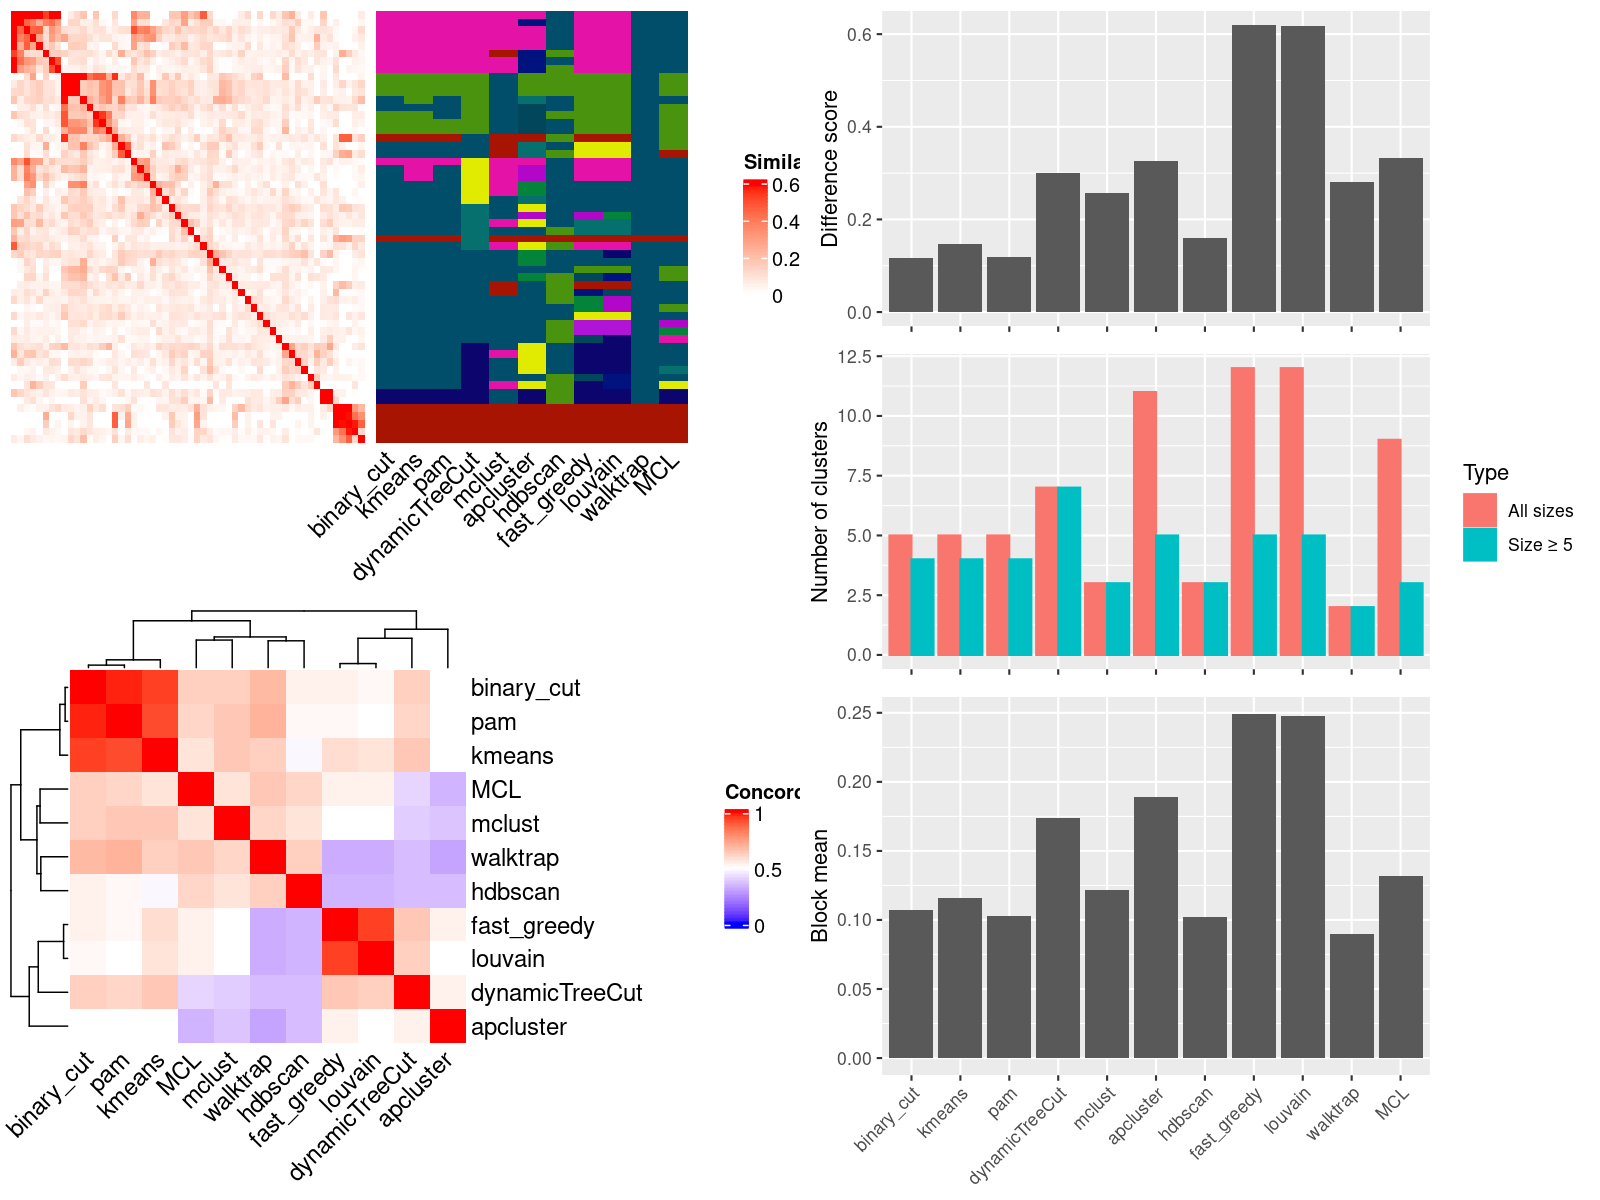 Simila
0.6
0.4
0.2
0
binary_cut
kmeans
pam
dynamicTreeCut
mclust
apcluster
hdbscan
fast_greedy
louvain
walktrap
MCL
binary_cut
pam
kmeans
MCL
mclust
walktrap
hdbscan
fast_greedy
louvain
dynamicTreeCut
apcluster
Concord
1
0.5
0
binary_cut
pam
kmeans
MCL
mclust
walktrap
hdbscan
fast_greedy
louvain
dynamicTreeCut
apcluster
Difference score
0.6
0.4
0.2
0.0
Number of clusters
12.5
10.0
7.5
5.0
2.5
0.0
Type
All sizes
Size ≥ 5
Block mean
0.25
0.20
0.15
0.10
0.05
0.00
binary_cut
kmeans
pam
dynamicTreeCut
mclust
apcluster
hdbscan
fast_greedy
louvain
walktrap
MCL